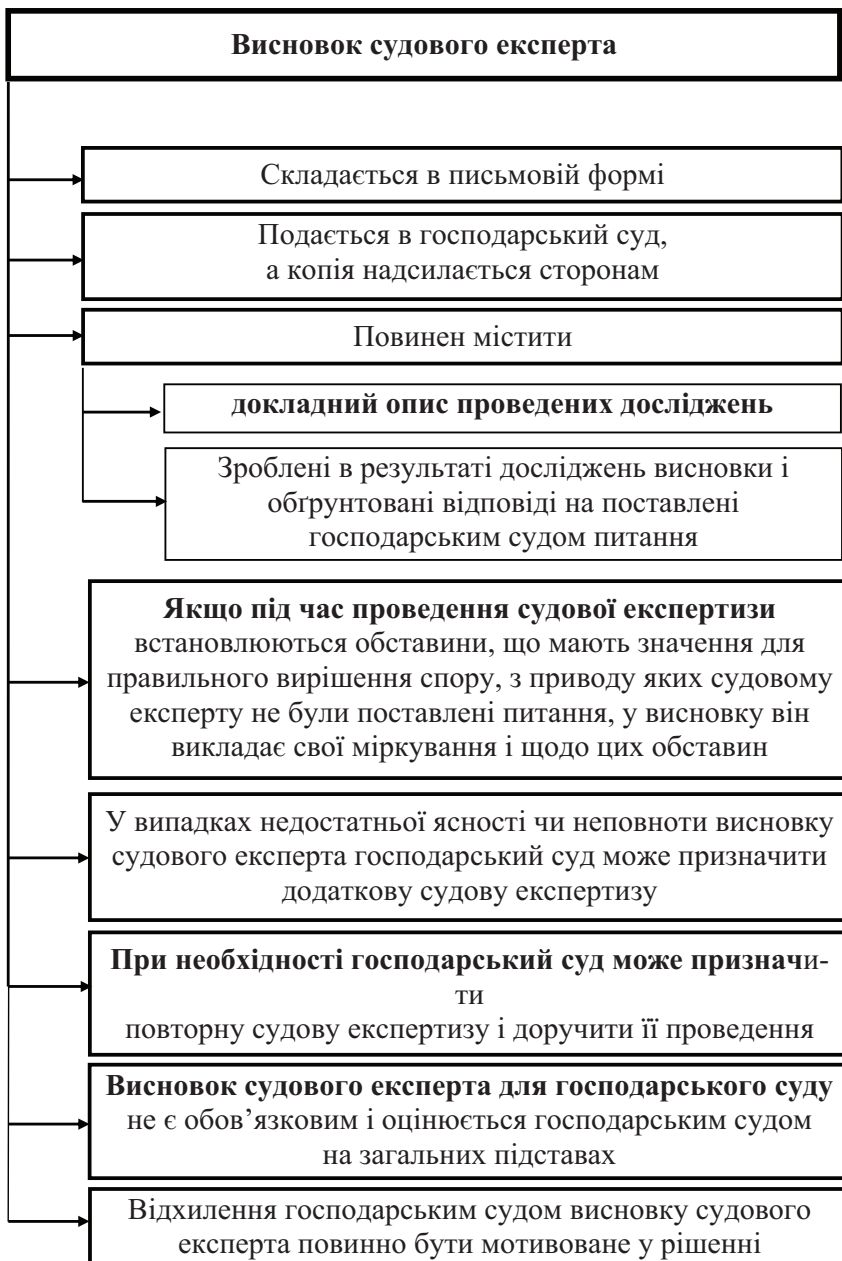 Висновок судового експерта
Складається в письмовій формі
Подається в господарський суд,
а копія надсилається сторонам
Повинен містити
докладний опис проведених досліджень
Зроблені в результаті досліджень висновки і
обґрунтовані відповіді на поставлені
господарським судом питання
Якщо під час проведення судової експертизи
встановлюються обставини, що мають значення для
правильного вирішення спору, з приводу яких судовому
експерту не були поставлені питання, у висновку він
викладає свої міркування і щодо цих обставин
У випадках недостатньої ясності чи неповноти висновку
судового експерта господарський суд може призначити
додаткову судову експертизу
При необхідності господарський суд може призначи-
ти
повторну судову експертизу і доручити її проведення
Висновок судового експерта для господарського суду
не є обов’язковим і оцінюється господарським судом
на загальних підставах
Відхилення господарським судом висновку судового
експерта повинно бути мотивоване у рішенні